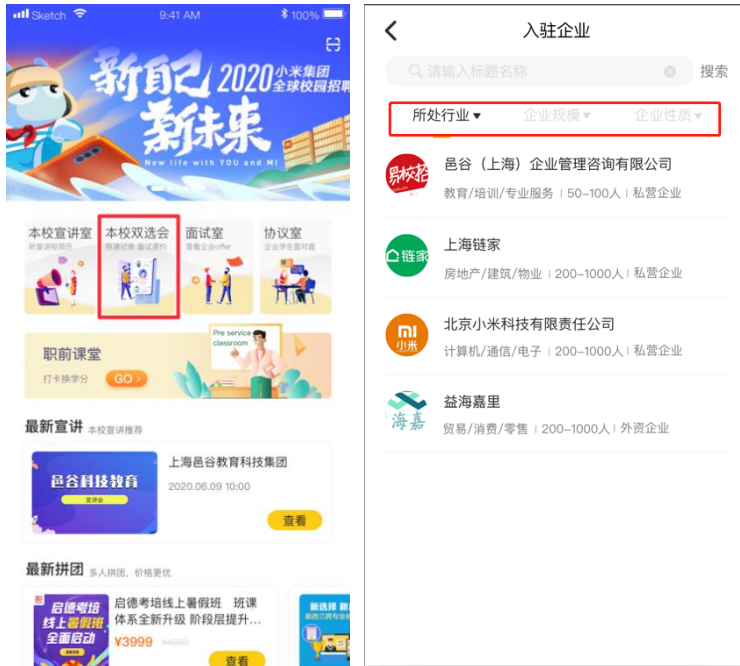 Sketch
9:41 AM
100%
新自己 2020 小米集团
全球校园招聘
新未来
New life with YOU and MI
本校宣讲室
听宣讲投简历
本校双选会
投递记录 面试邀约
面试室
查看企业offer
协议室
企业学生面对面
职前课堂
打卡换学分
GO
Pre service
classroom
最新宣讲 本校宣讲推荐
邑谷科技教育
宣讲会
上海邑谷教育科技集团
2020.06.09 10:00
查看
最新拼团 多人拼团，价格更优
启德考培
线上暑假班
全面启动
启德考培线上暑假班 班课
体系全新升级 阶段层提升...
¥3999 ¥4999
查看
入驻企业
请输入标题名称
搜索
所处行业▼
企业规模▼
企业性质▼
易校招
邑谷（上海）企业管理咨询有限公司
教育/培训/专业服务 | 50-100人 | 私营企业
链家
上海链家
房地产/建筑/物业 | 200-1000人 | 私营企业
小米
北京小米科技有限责任公司
计算机/通信/电子 | 200-1000人 | 私营企业
海嘉
益海嘉里
贸易/消费/零售 | 200-1000人 | 外资企业